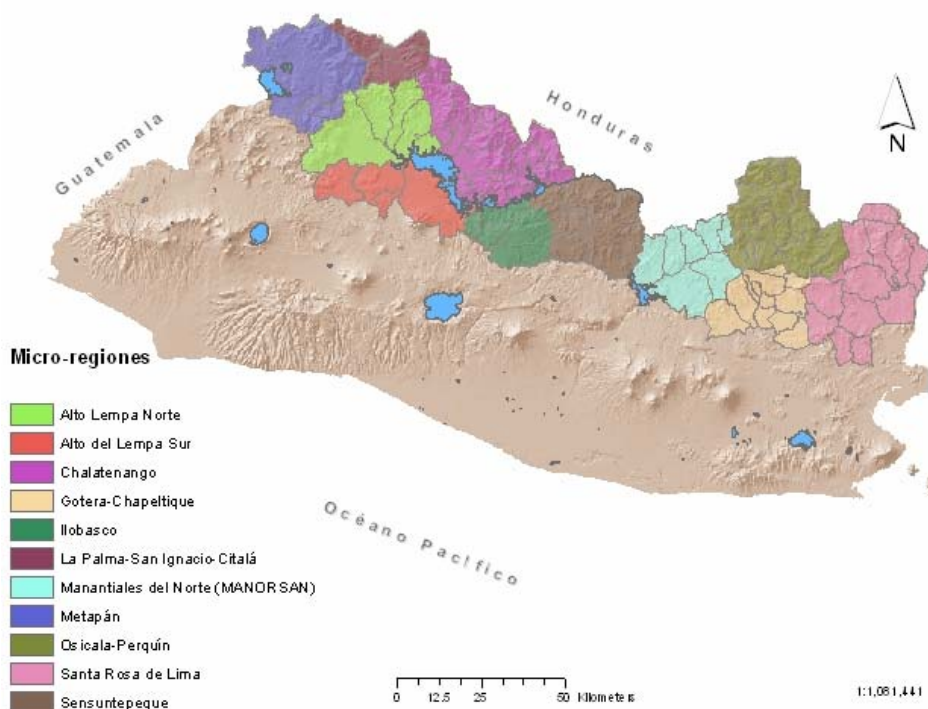 Guatemala
Honduras
N
Micro-regiones
Alto Lempa Norte
Alto del Lempa Sur
Chalatenango
Gotera-Chapeltique
Ilobasco
La Palma-San Ignacio-Citalá
Manantiales del Norte (MANORSAN)
Metapán
Osicala-Perquín
Santa Rosa de Lima
Sensuntepeque
Océano Pacífico
0 12.5 25 50 Kilometers
1:1,081,441